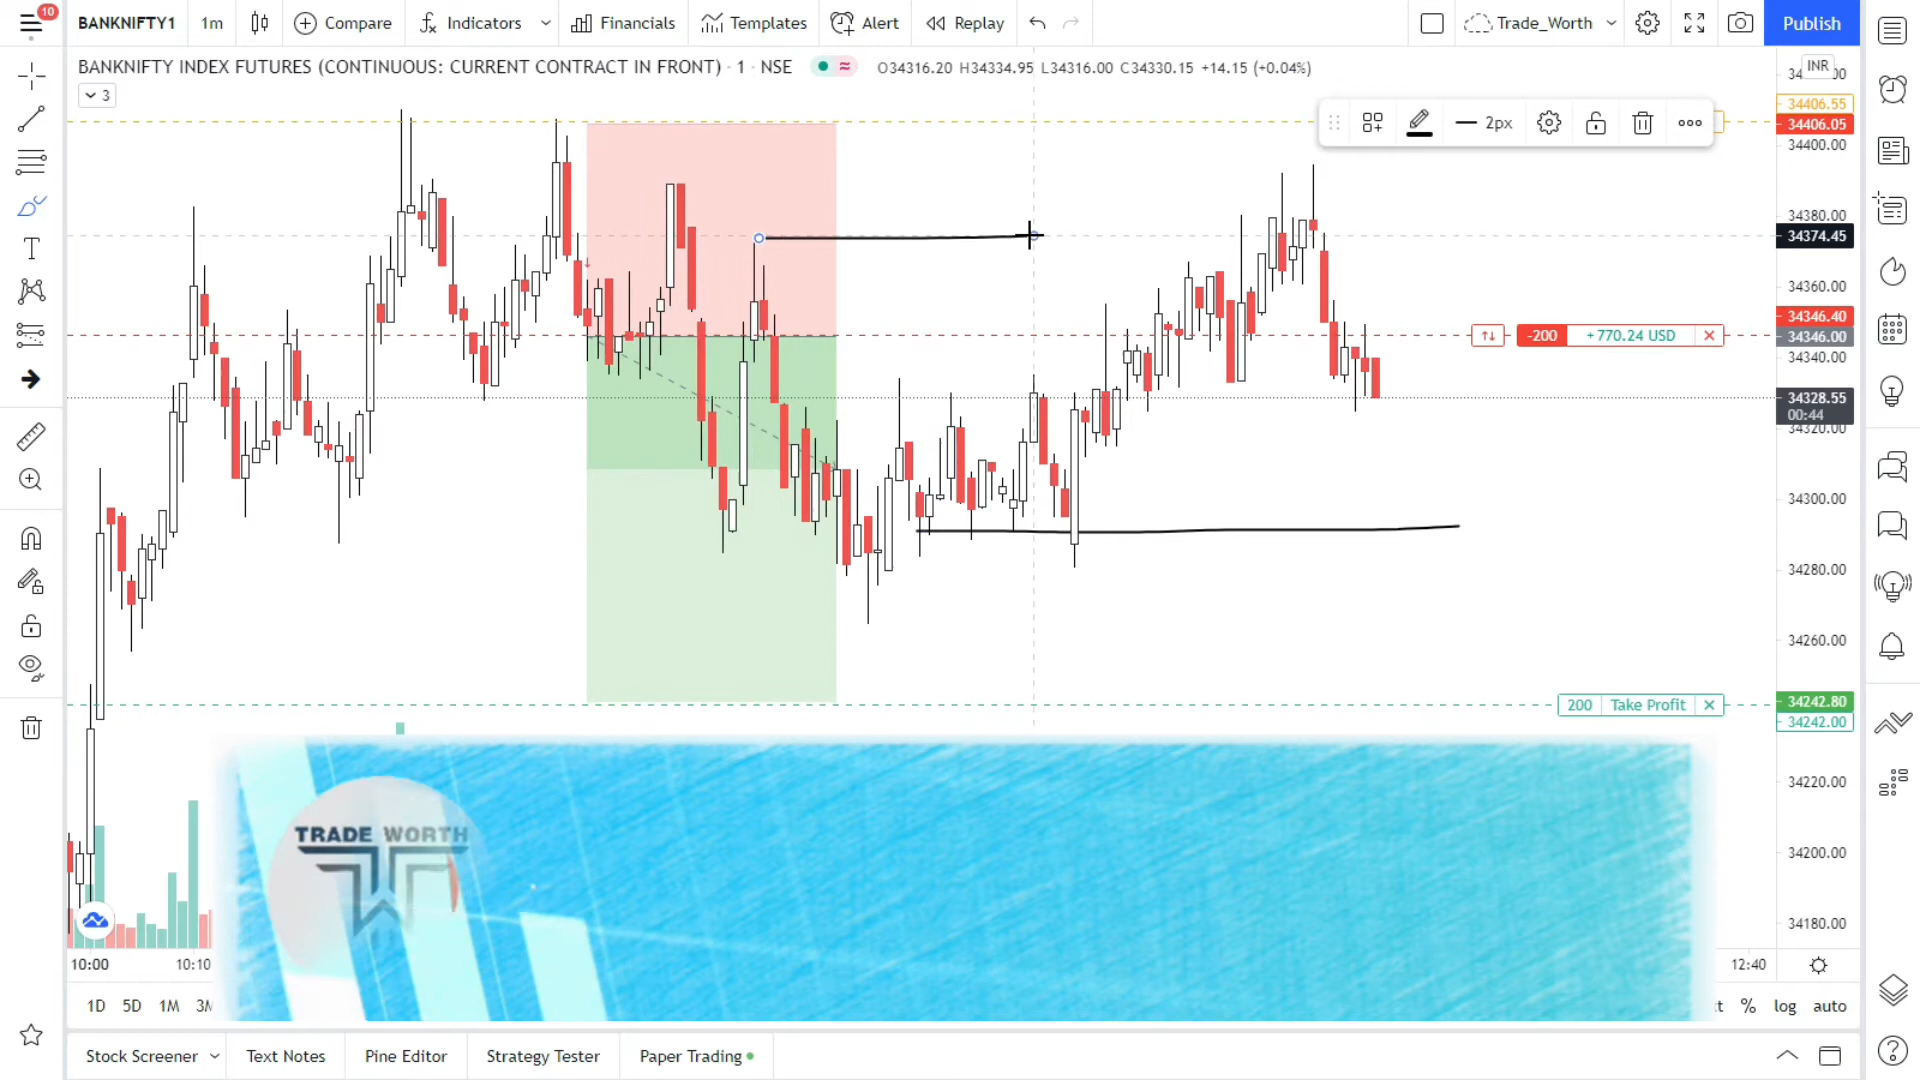 10
BANKNIFTY1
1m
Compare
Indicators
Financials
Templates
Alert
Replay
Trade_Worth
Publish
BANKNIFTY INDEX FUTURES (CONTINUOUS: CURRENT CONTRACT IN FRONT) · 1 · NSE
O34316.20 H34334.95 L34316.00 C34330.15 +14.15 (+0.04%)
INR
3
2px
34406.55
34406.05
34400.00
34380.00
34374.45
34360.00
34346.40
34346.00
-200
+770.24 USD
34340.00
34328.55
00:44
34320.00
34300.00
34280.00
34260.00
200
Take Profit
34242.80
34242.00
34220.00
34200.00
34180.00
TRADE WORTH
10:00
10:10
12:40
1D
5D
1M
%
log
auto
Stock Screener
Text Notes
Pine Editor
Strategy Tester
Paper Trading